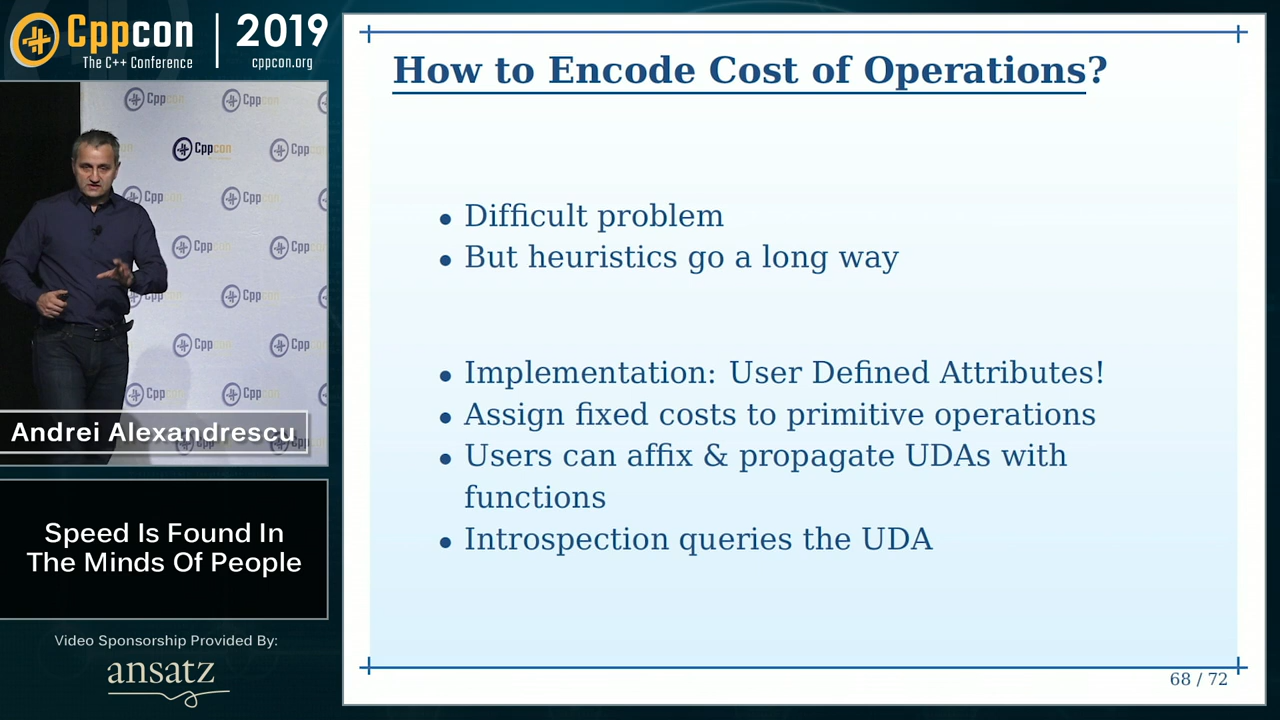 Cppcon | 2019
The C++ Conference cppcon.org
How to Encode Cost of Operations?
• Difficult problem
• But heuristics go a long way
• Implementation: User Defined Attributes!
• Assign fixed costs to primitive operations
• Users can affix & propagate UDAs with
functions
• Introspection queries the UDA
68 / 72
Cppcon
Andrei Alexandrescu
Speed Is Found In
The Minds Of People
Video Sponsorship Provided By:
ansatz